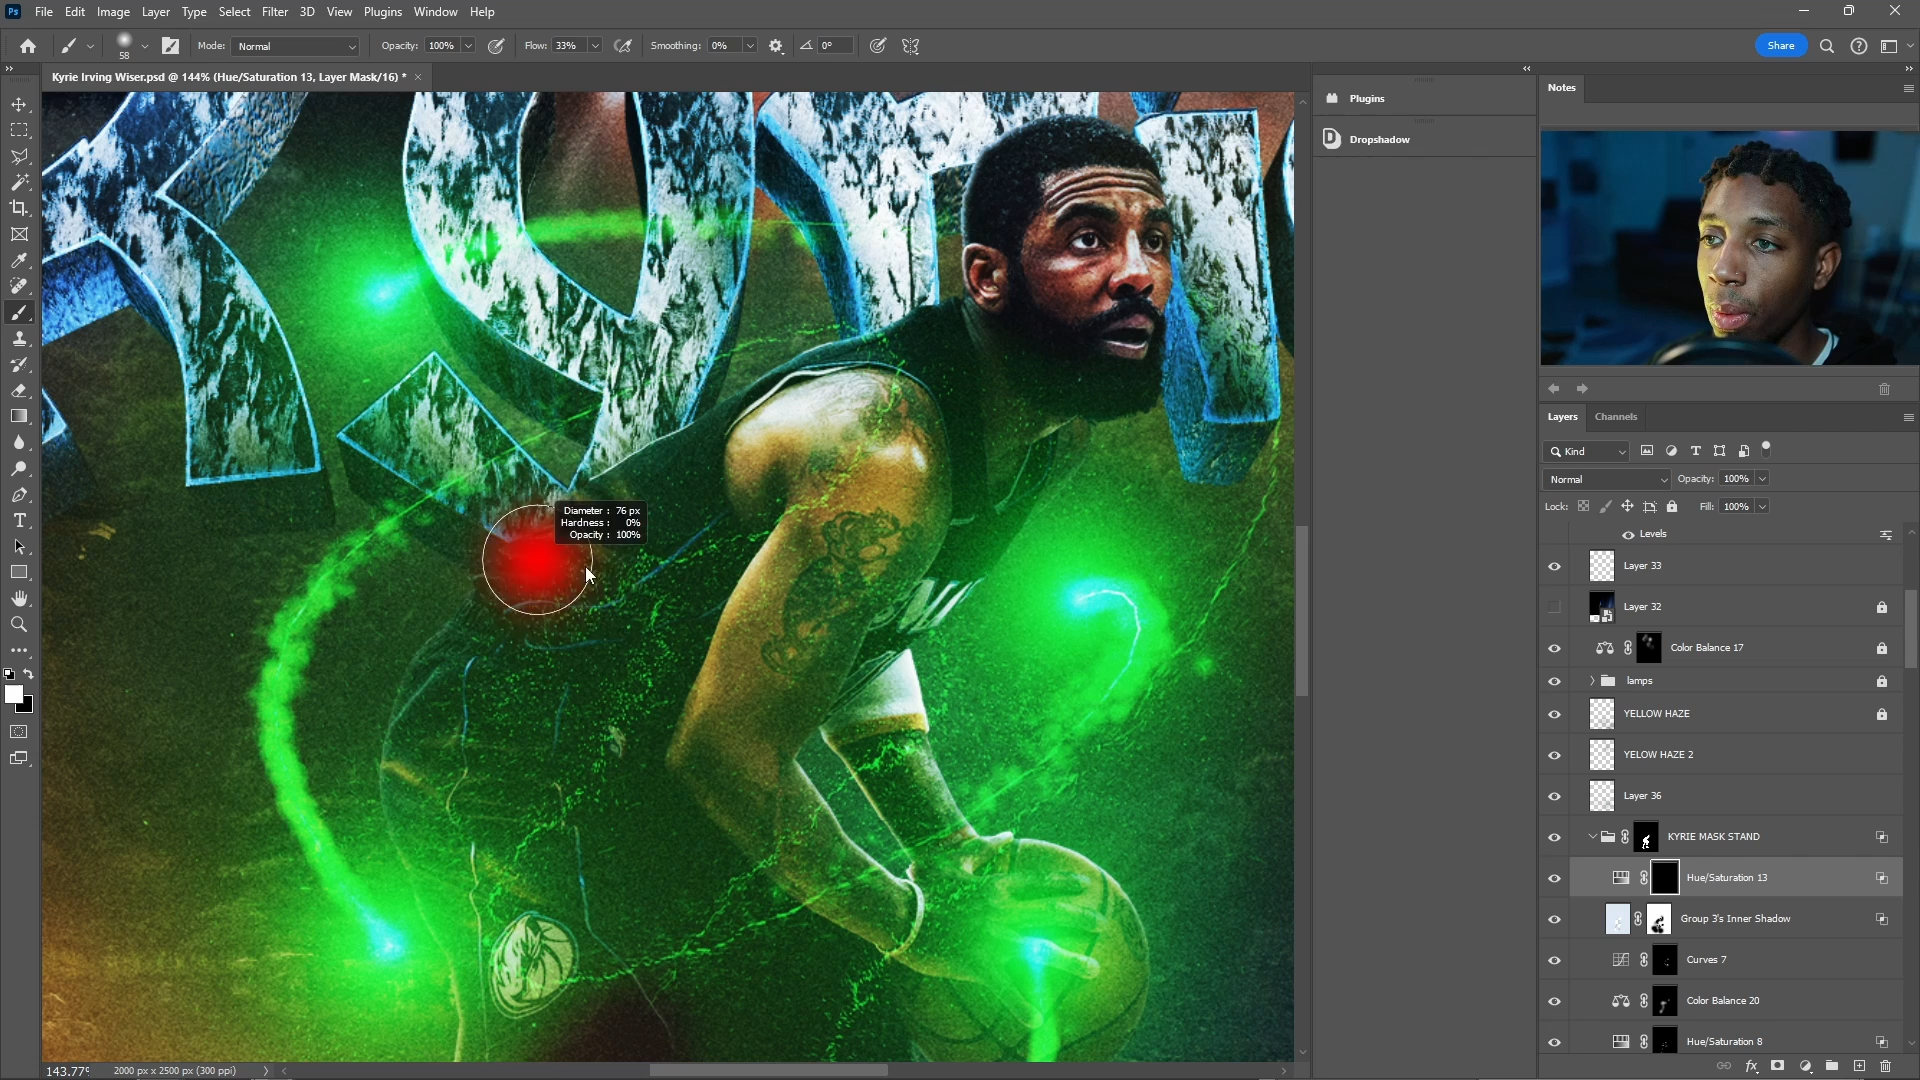 Ps File Edit Image Layer Type Select Filter 3D View Plugins Window Help
58 Mode: Normal Opacity: 100% Flow: 33% Smoothing: 0% 0° Share
Kyrie Irving Wiser.psd @ 144% (Hue/Saturation 13, Layer Mask/16) *
Plugins
Dropshadow
Notes
Diameter : 76 px
Hardness : 0%
Opacity : 100%
Layers Channels
Kind
Normal Opacity: 100%
Lock: Fill: 100%
Levels
Layer 33
Layer 32
Color Balance 17
lamps
YELLOW HAZE
YELOW HAZE 2
Layer 36
KYRIE MASK STAND
Hue/Saturation 13
Group 3's Inner Shadow
Curves 7
Color Balance 20
Hue/Saturation 8
143.77% 2000 px x 2500 px (300 ppi)